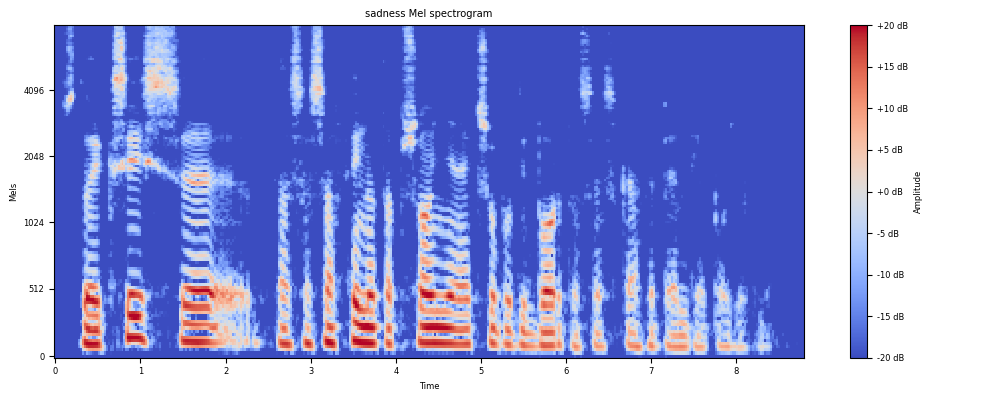 sadness Mel spectrogram
+20 dB
+15 dB
+10 dB
+5 dB
+0 dB
-5 dB
-10 dB
-15 dB
-20 dB
Amplitude
4096
2048
1024
512
0
Mels
0 1 2 3 4 5 6 7 8
Time